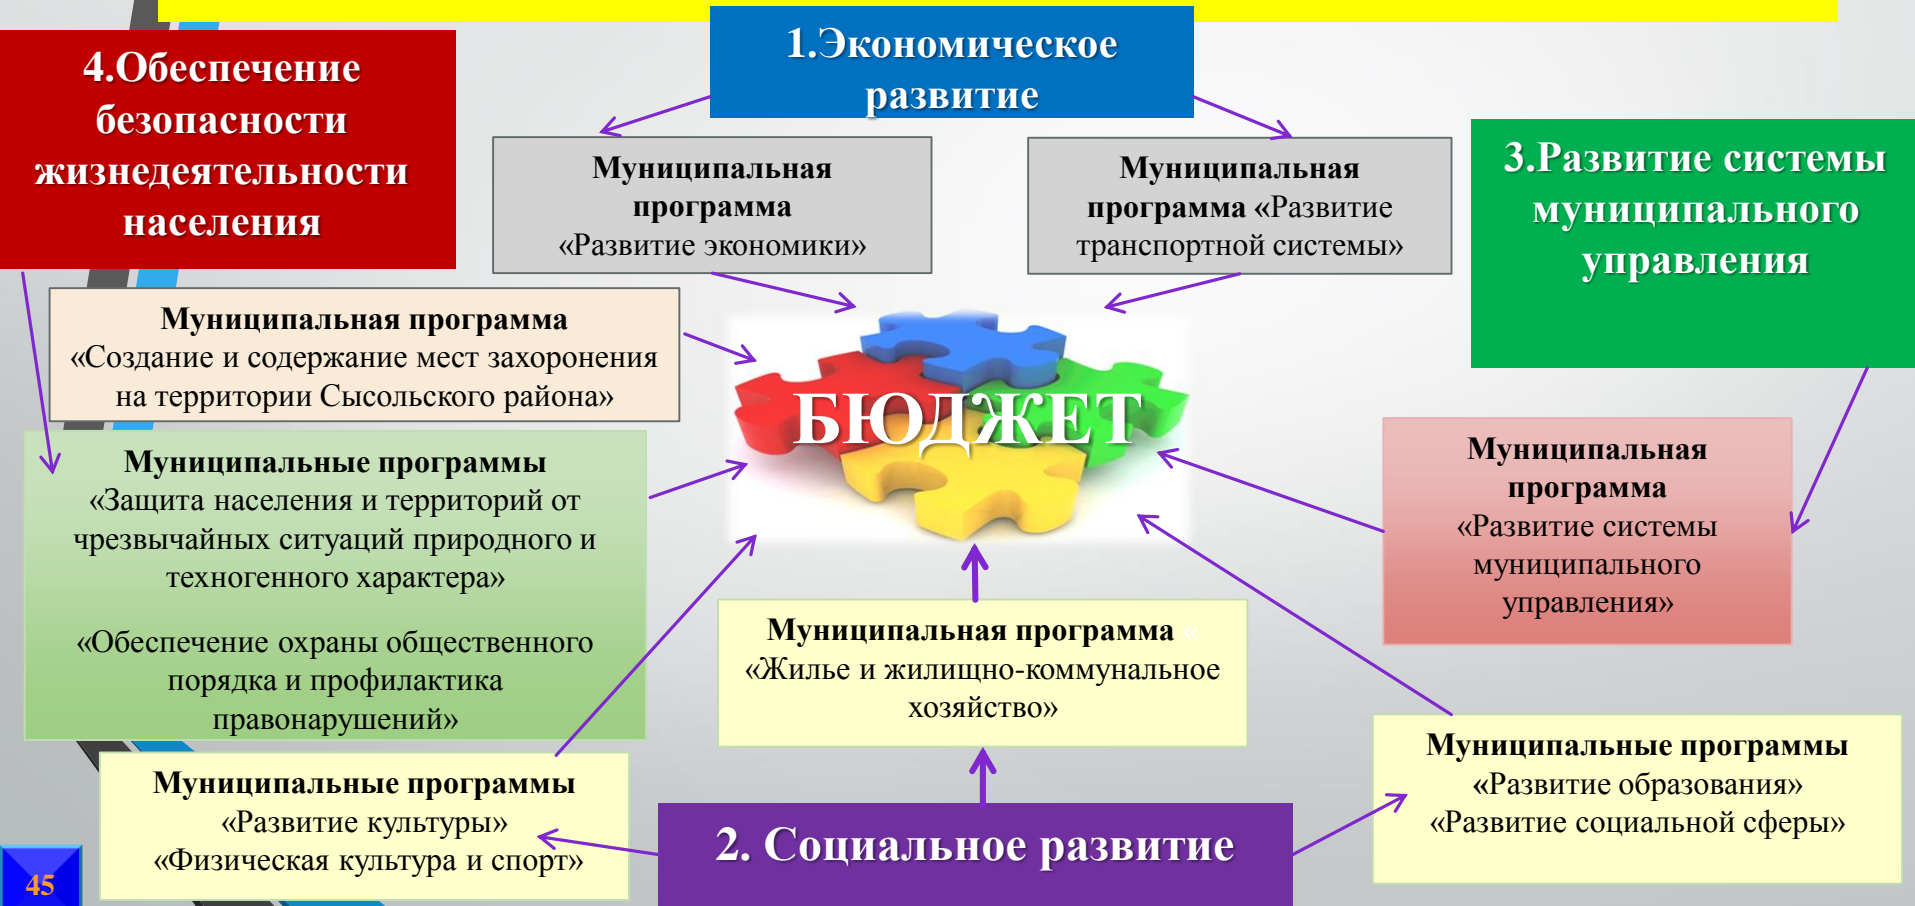 1.Экономическое
развитие
4.Обеспечение
безопасности
жизнедеятельности
населения
Муниципальная
программа
«Развитие экономики»
Муниципальная
программа «Развитие
транспортной системы»
3.Развитие системы
муниципального
управления
Муниципальная программа
«Создание и содержание мест захоронения
на территории Сысольского района»
БЮДЖЕТ
Муниципальные программы
«Защита населения и территорий от
чрезвычайных ситуаций природного и
техногенного характера»
«Обеспечение охраны общественного
порядка и профилактика
правонарушений»
Муниципальная
программа
«Развитие системы
муниципального
управления»
Муниципальная программа «
«Жилье и жилищно-коммунальное
хозяйство»
Муниципальные программы
«Развитие культуры»
«Физическая культура и спорт»
Муниципальные программы
«Развитие образования»
«Развитие социальной сферы»
2. Социальное развитие
45